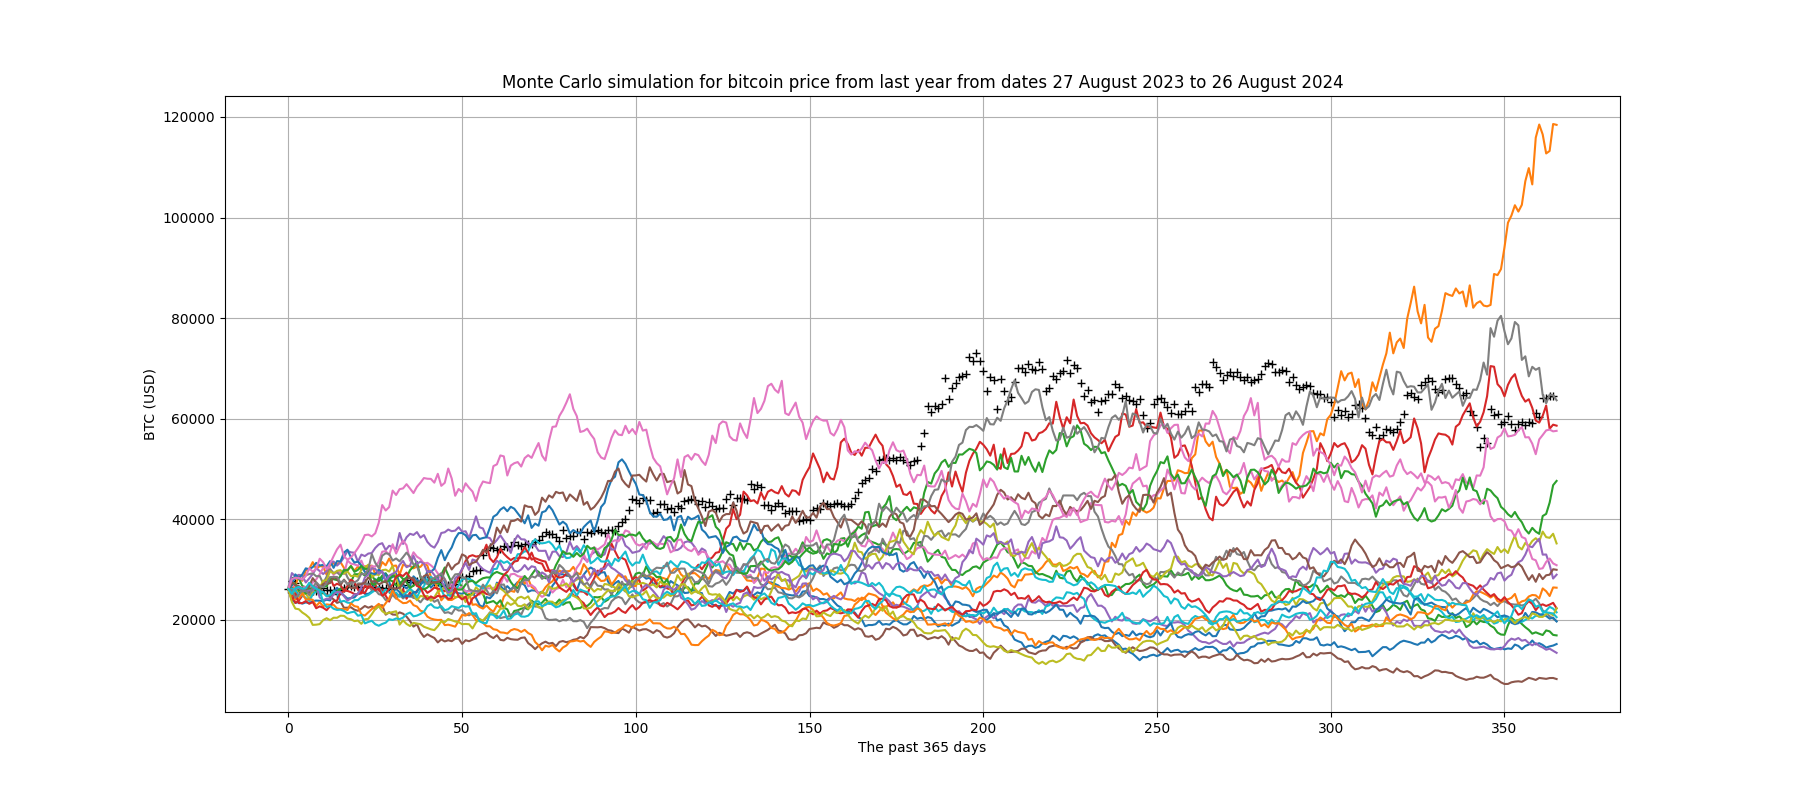 Monte Carlo simulation for bitcoin price from last year from dates 27 August 2023 to 26 August 2024
BTC (USD)
120000
100000
80000
60000
40000
20000
0 50 100 150 200 250 300 350
The past 365 days